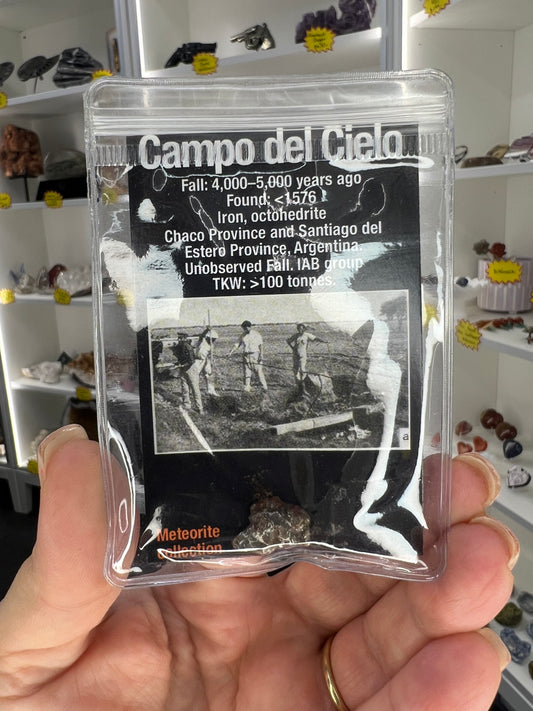 Campo del Cielo
Fall: 4,000–5,000 years ago
Found: <1576
Iron, octohedrite
Chaco Province and Santiago del
Estero Province, Argentina.
Unobserved Fall. IAB group
TKW: >100 tonnes.
a
Meteorite
collection